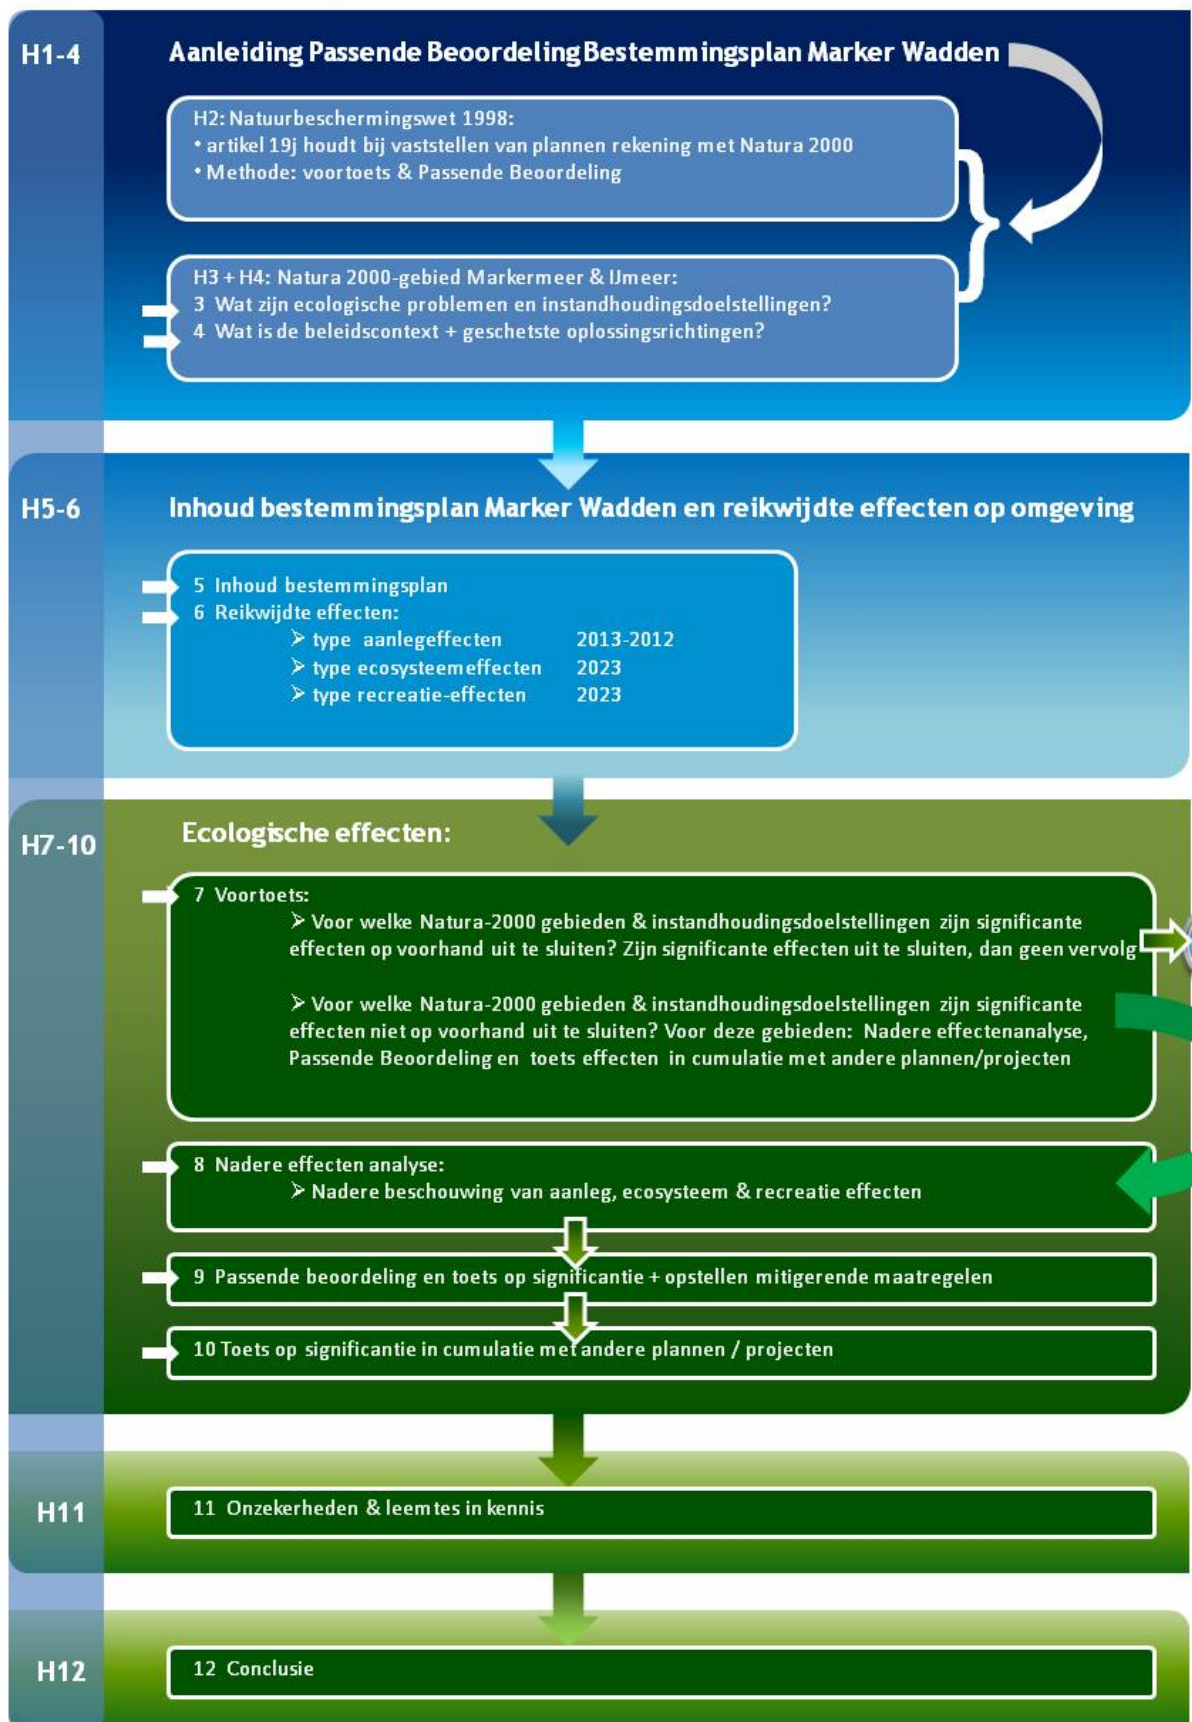 H1-4
Aanleiding Passende Beoordeling Bestemmingsplan Marker Wadden
H2: Natuurbeschermingswet 1998:
• artikel 19j houdt bij vaststellen van plannen rekening met Natura 2000
• Methode: voortoets & Passende Beoordeling
H3 + H4: Natura 2000-gebied Markermeer & IJmeer:
3 Wat zijn ecologische problemen en instandhoudingsdoelstellingen?
4 Wat is de beleidscontext + geschetste oplossingsrichtingen?
H5-6
Inhoud bestemmingsplan Marker Wadden en reikwijdte effecten op omgeving
5 Inhoud bestemmingsplan
6 Reikwijdte effecten:
➢ type aanlegeffecten 2013-2012
➢ type ecosysteemeffecten 2023
➢ type recreatie-effecten 2023
H7-10
Ecologische effecten:
7 Voortoets:
➢ Voor welke Natura-2000 gebieden & instandhoudingsdoelstellingen zijn significante
effecten op voorhand uit te sluiten? Zijn significante effecten uit te sluiten, dan geen vervolg
➢ Voor welke Natura-2000 gebieden & instandhoudingsdoelstellingen zijn significante
effecten niet op voorhand uit te sluiten? Voor deze gebieden: Nadere effectenanalyse,
Passende Beoordeling en toets effecten in cumulatie met andere plannen/projecten
8 Nadere effecten analyse:
➢ Nadere beschouwing van aanleg, ecosysteem & recreatie effecten
9 Passende beoordeling en toets op significantie + opstellen mitigerende maatregelen
10 Toets op significantie in cumulatie met andere plannen / projecten
H11
11 Onzekerheden & leemtes in kennis
H12
12 Conclusie